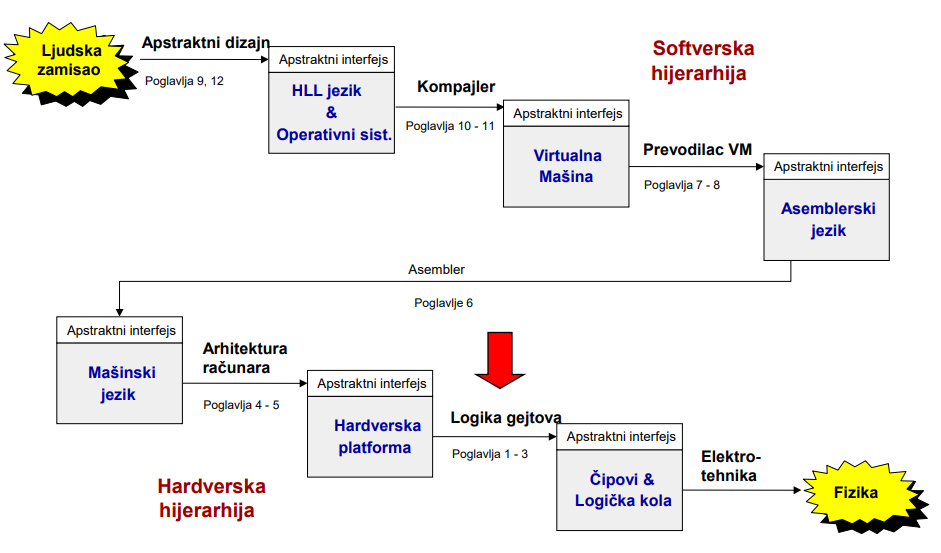 Ljudska
zamisao
Apstraktni dizajn
Poglavlja 9, 12
Apstraktni interfejs
HLL jezik
&
Operativni sist.
Kompajler
Poglavlja 10 - 11
Softverska
hijerarhija
Apstraktni interfejs
Virtualna
Mašina
Prevodilac VM
Poglavlja 7 - 8
Apstraktni interfejs
Asemblerski
jezik
Asembler
Poglavlje 6
Apstraktni interfejs
Mašinski
jezik
Arhitektura
računara
Poglavlja 4 - 5
Apstraktni interfejs
Hardverska
platforma
Logika gejtova
Poglavlja 1 - 3
Apstraktni interfejs
Čipovi &
Logička kola
Elektro-
tehnika
Fizika
Hardverska
hijerarhija